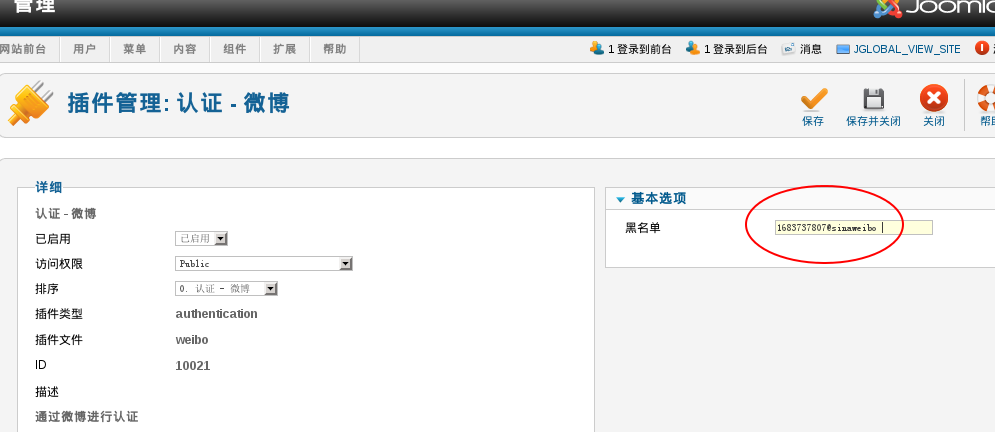 管理
Joomla
网站前台 用户 菜单 内容 组件 扩展 帮助 1 登录到前台 1 登录到后台 消息 JGLOBAL_VIEW_SITE
插件管理: 认证 - 微博
保存 保存并关闭 关闭 帮助
详细
认证 - 微博
已启用 已启用
访问权限 Public
排序 0. 认证 - 微博
插件类型 authentication
插件文件 weibo
ID 10021
描述
通过微博进行认证
基本选项
黑名单 1683737807@sinaweibo